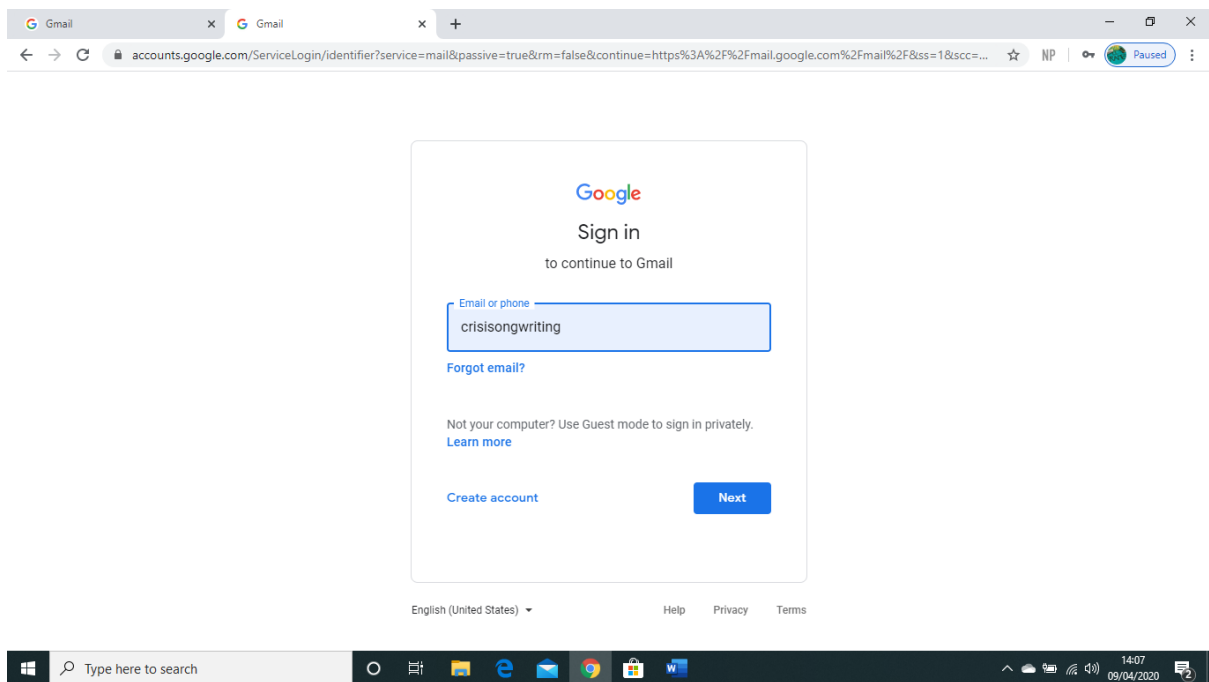 Gmail
Gmail
accounts.google.com/ServiceLogin/identifier?service=mail&passive=true&rm=false&continue=https%3A%2F%2Fmail.google.com%2Fmail%2F&ss=1&scc=...
NP
Paused
Google
Sign in
to continue to Gmail
Email or phone
crisisongwriting
Forgot email?
Not your computer? Use Guest mode to sign in privately.
Learn more
Create account
Next
English (United States)
Help Privacy Terms
Type here to search
14:07
09/04/2020
2